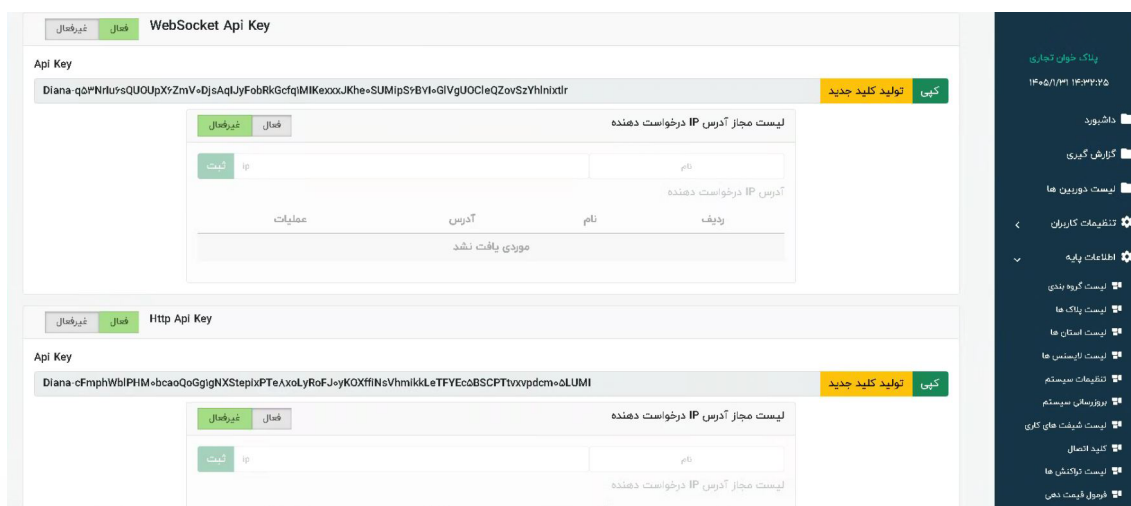 WebSocket Api Key
فعال
غیرفعال
Api Key
Diana-q۵۳NrIu۶sQUOUpX۶ZmV۰DjsAqIJyFobRkGcfqiMIKexxxJKhe۰SUMipS۶BYI۰GlVgUOCleQZovSzYhlnixtlr
تولید کلید جدید
کپی
لیست مجاز آدرس IP درخواست دهنده
فعال
غیرفعال
نام
ip
ثبت
آدرس IP درخواست دهنده
ردیف
نام
آدرس
عملیات
موردی یافت نشد
Http Api Key
فعال
غیرفعال
Api Key
Diana-cFmphWblPHM۰bcaoQoGgigNXStepixPTe۸xoLyRoFJ۰yKOXffiNsVhmikkLeTFYEc۵BSCPTtvxvpdcm۰۵LUMI
تولید کلید جدید
کپی
لیست مجاز آدرس IP درخواست دهنده
فعال
غیرفعال
نام
ip
ثبت
لیست مجاز آدرس IP درخواست دهنده
پلاک خوان تجاری
۱۴۰۵/۱/۳۱ ۱۴:۳۲:۲۵
داشبورد
گزارش گیری
لیست دوربین ها
تنظیمات کاربران
اطلاعات پایه
لیست گروه بندی
لیست پلاک ها
لیست استان ها
لیست لایسنس ها
تنظیمات سیستم
بروزرسانی سیستم
لیست شیفت های کاری
کلید اتصال
لیست تراکنش ها
فرمول قیمت دهی